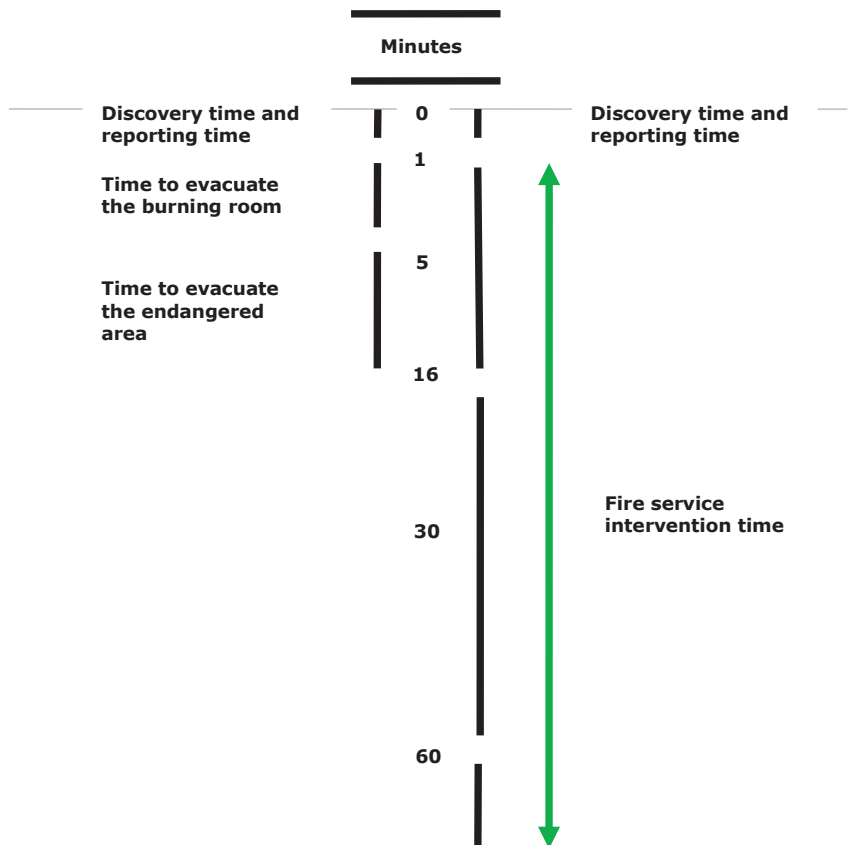 Minutes
Discovery time and
reporting time
0
Discovery time and
reporting time
1
Time to evacuate
the burning room
5
Time to evacuate
the endangered
area
16
30
Fire service
intervention time
60